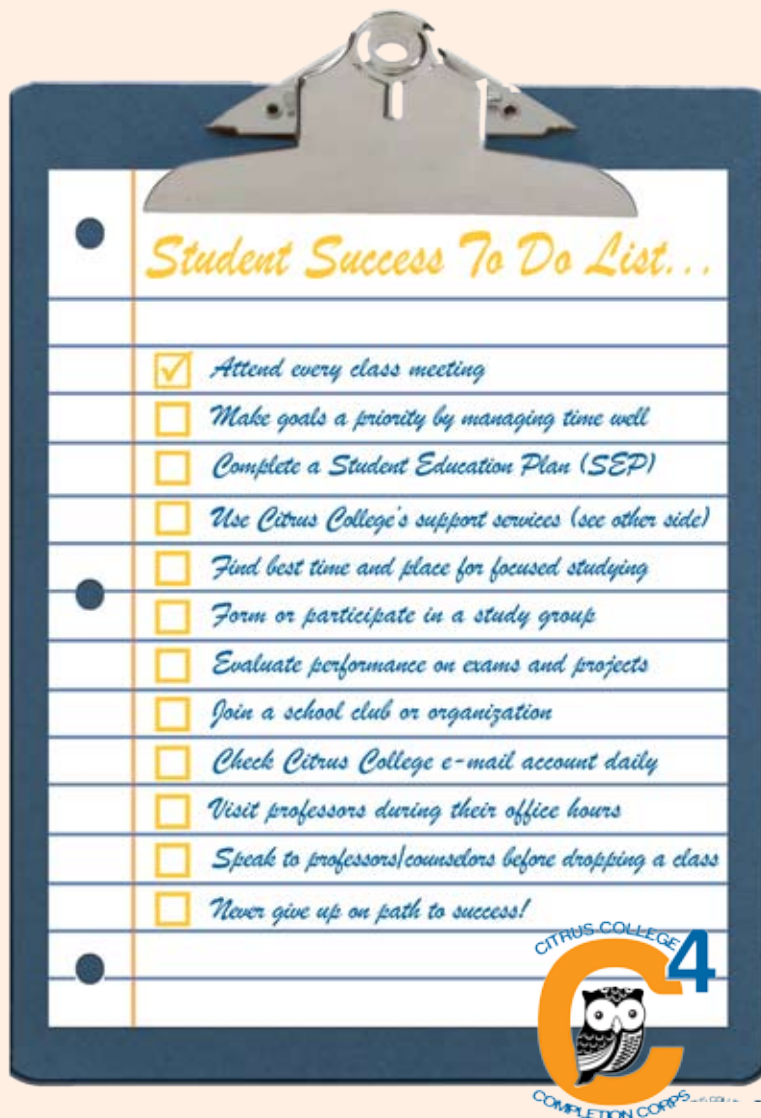 Student Success To Do List...
Attend every class meeting
Make goals a priority by managing time well
Complete a Student Education Plan (SEP)
Use Citrus College's support services (see other side)
Find best time and place for focused studying
Form or participate in a study group
Evaluate performance on exams and projects
Join a school club or organization
Check Citrus College e-mail account daily
Visit professors during their office hours
Speak to professors/counselors before dropping a class
Never give up on path to success!
CITRUS COLLEGE
C4
COMPLETION CORPS